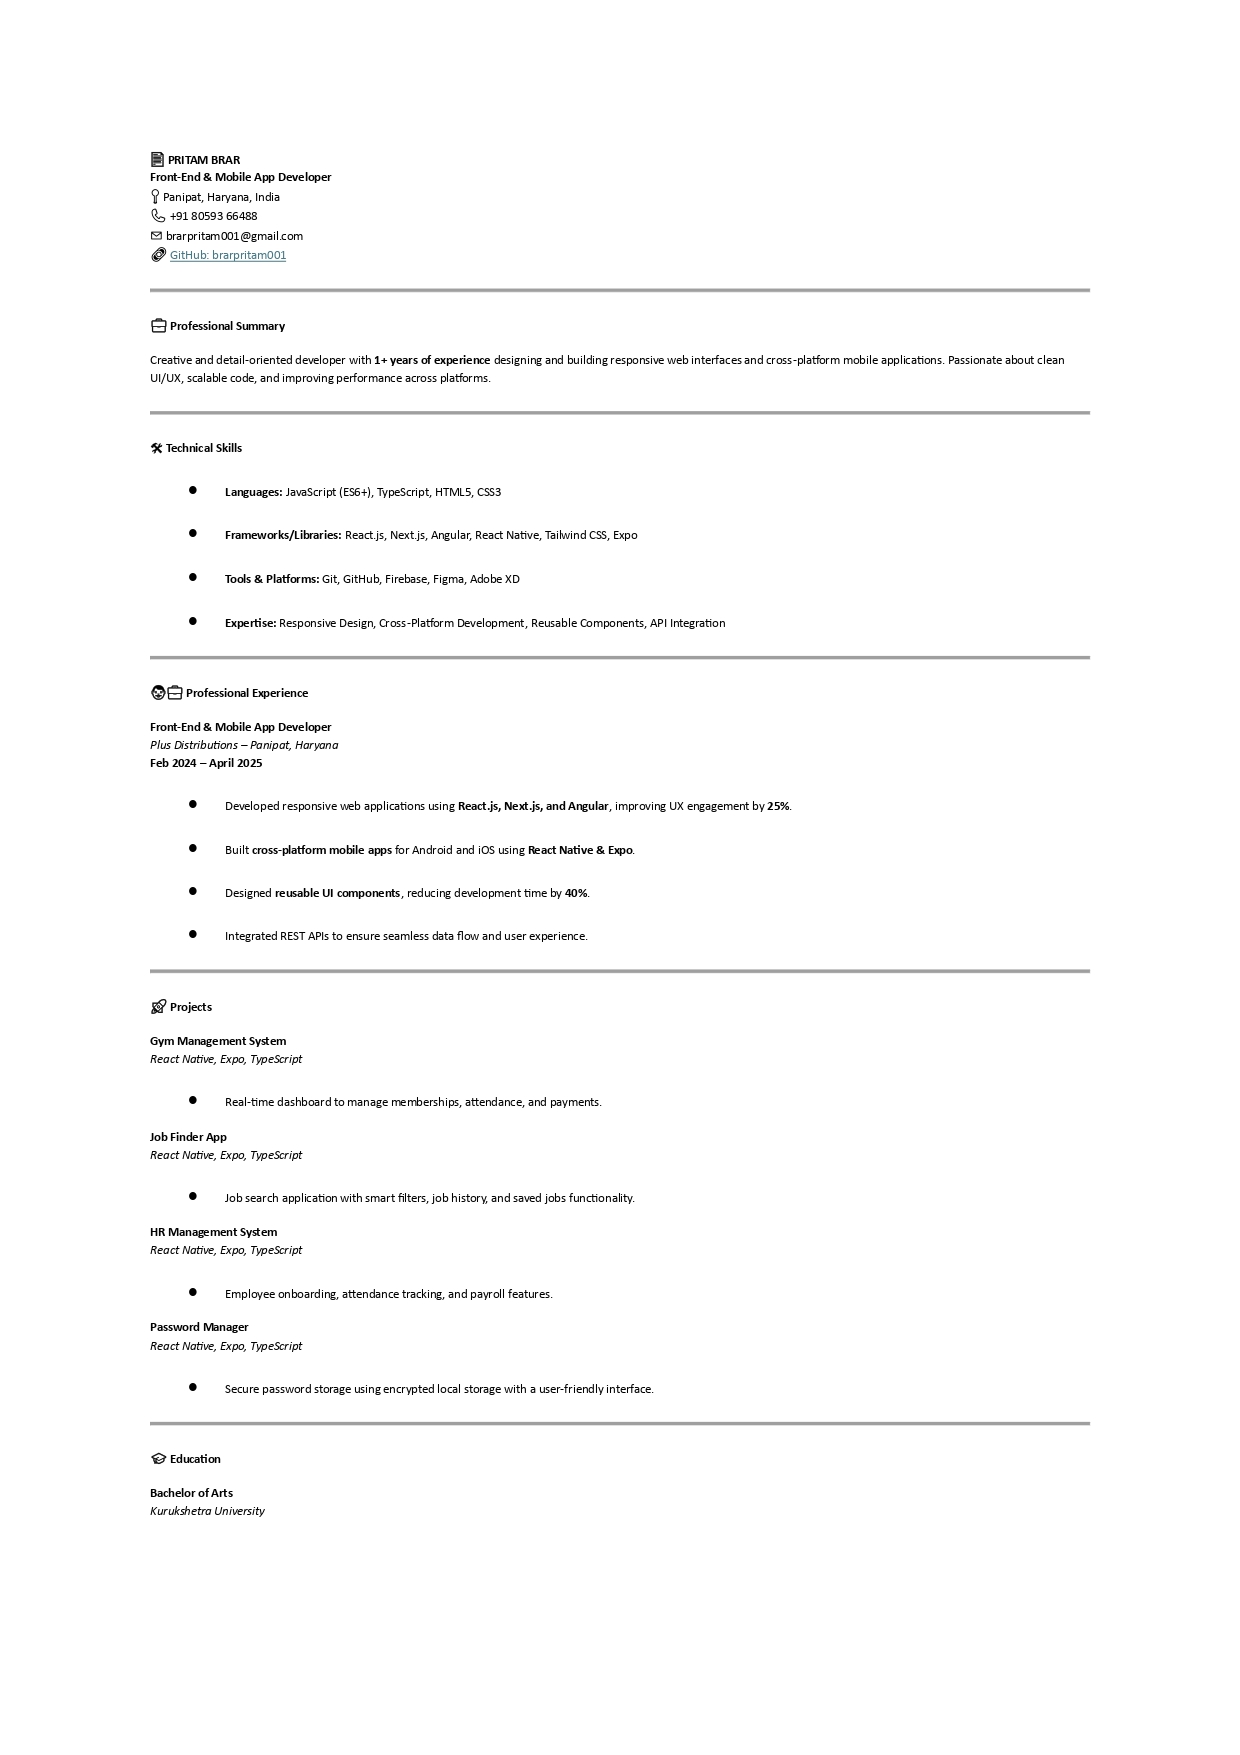 PRITAM BRAR
Front-End & Mobile App Developer
Panipat, Haryana, India
+91 80593 66488
brarpritam001@gmail.com
GitHub: brarpritam001
Professional Summary
Creative and detail-oriented developer with 1+ years of experience designing and building responsive web interfaces and cross-platform mobile applications. Passionate about clean
UI/UX, scalable code, and improving performance across platforms.
Technical Skills
● Languages: JavaScript (ES6+), TypeScript, HTML5, CSS3
● Frameworks/Libraries: React.js, Next.js, Angular, React Native, Tailwind CSS, Expo
● Tools & Platforms: Git, GitHub, Firebase, Figma, Adobe XD
● Expertise: Responsive Design, Cross-Platform Development, Reusable Components, API Integration
Professional Experience
Front-End & Mobile App Developer
Plus Distributions – Panipat, Haryana
Feb 2024 – April 2025
● Developed responsive web applications using React.js, Next.js, and Angular, improving UX engagement by 25%.
● Built cross-platform mobile apps for Android and iOS using React Native & Expo.
● Designed reusable UI components, reducing development time by 40%.
● Integrated REST APIs to ensure seamless data flow and user experience.
Projects
Gym Management System
React Native, Expo, TypeScript
● Real-time dashboard to manage memberships, attendance, and payments.
Job Finder App
React Native, Expo, TypeScript
● Job search application with smart filters, job history, and saved jobs functionality.
HR Management System
React Native, Expo, TypeScript
● Employee onboarding, attendance tracking, and payroll features.
Password Manager
React Native, Expo, TypeScript
● Secure password storage using encrypted local storage with a user-friendly interface.
Education
Bachelor of Arts
Kurukshetra University